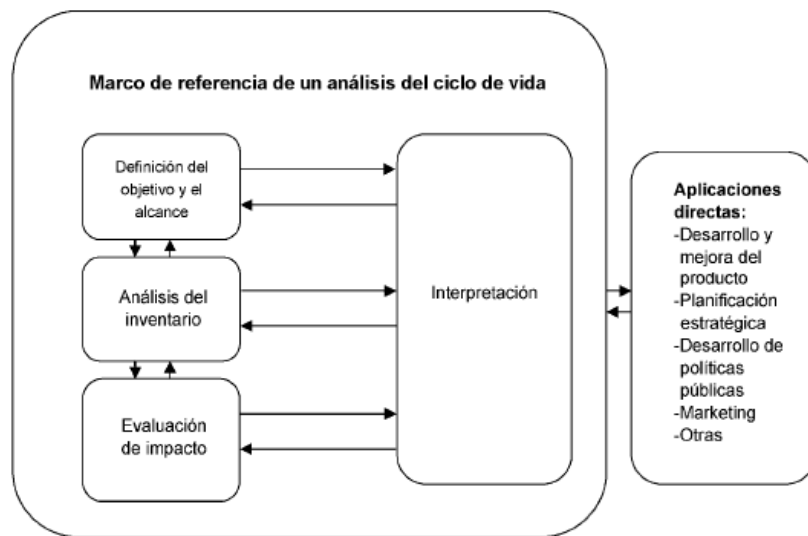 Marco de referencia de un análisis del ciclo de vida
Definición del
objetivo y el
alcance
Análisis del
inventario
Evaluación
de impacto
Interpretación
Aplicaciones
directas:
-Desarrollo y
mejora del
producto
-Planificación
estratégica
-Desarrollo de
políticas
públicas
-Marketing
-Otras